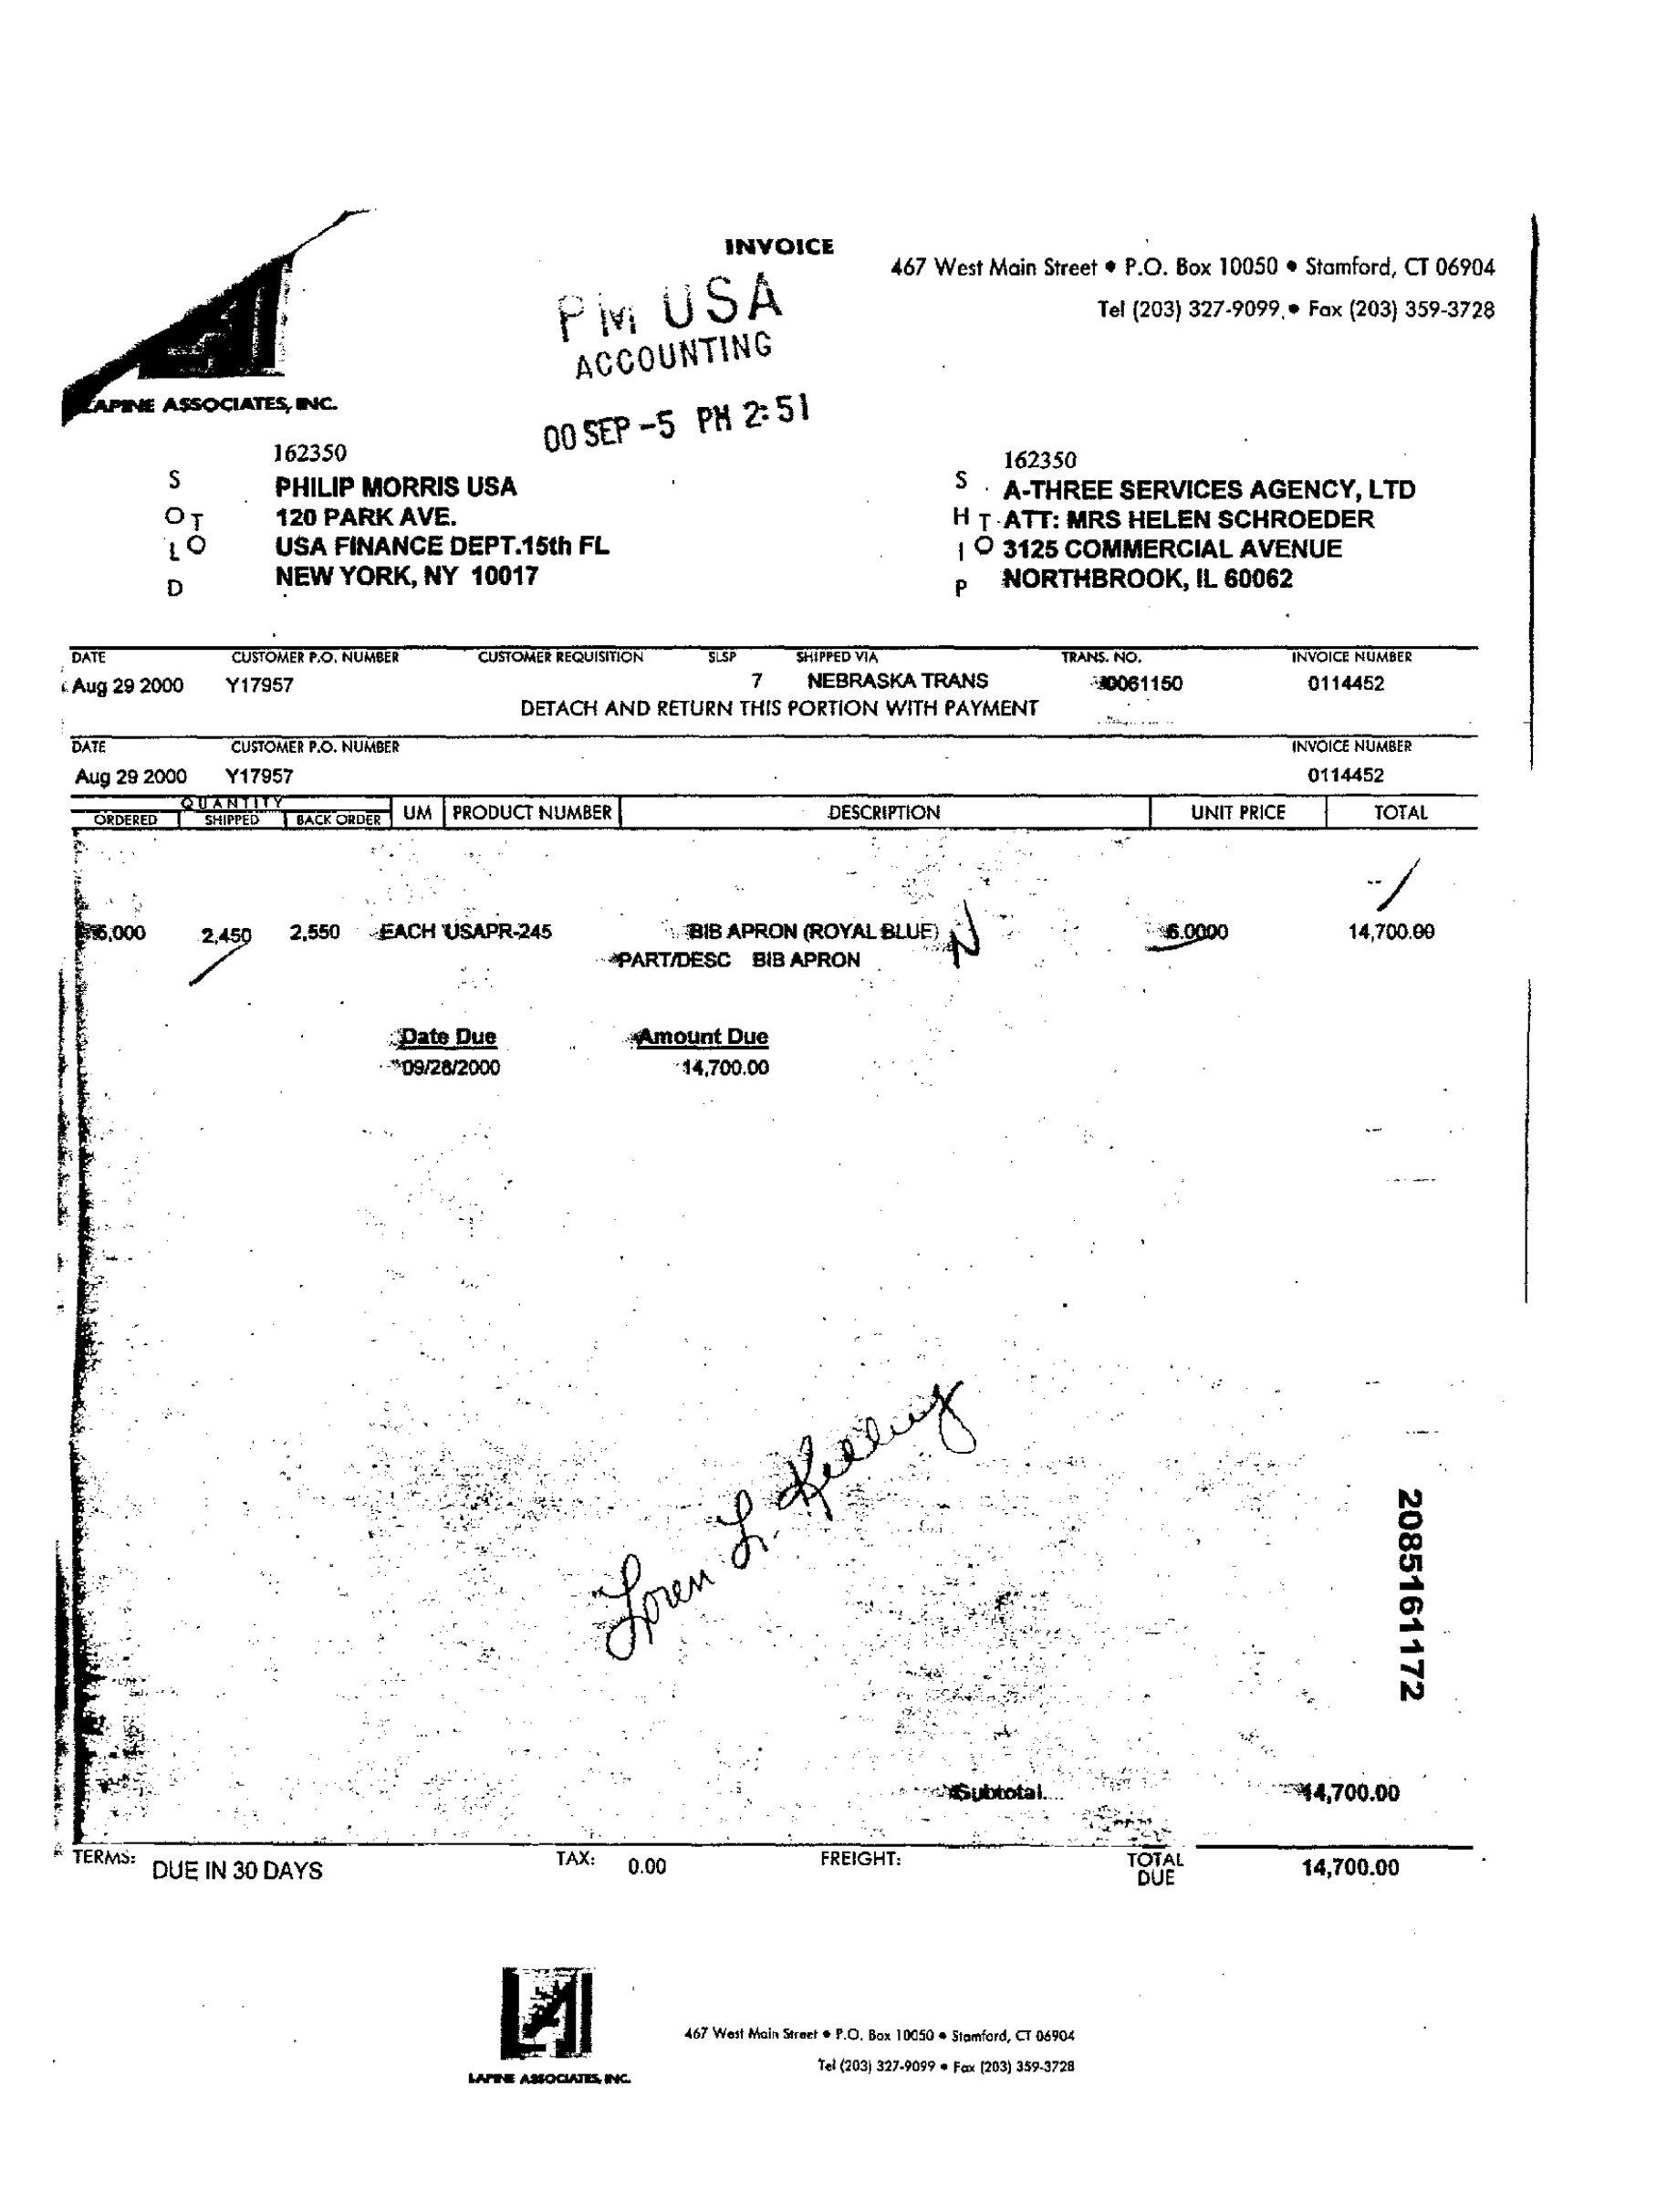 INVOICE
467 West Main Street • P.O. Box 10050 • Stamford, CT 06904
Tel (203) 327-9099 • Fax (203) 359-3728
PM USA
ACCOUNTING
00 SEP -5 PM 2:51
LAPINE ASSOCIATES, INC.
SOLD TO
162350
PHILIP MORRIS USA
120 PARK AVE.
USA FINANCE DEPT.15th FL
NEW YORK, NY 10017
SHIP TO
162350
A-THREE SERVICES AGENCY, LTD
ATT: MRS HELEN SCHROEDER
3125 COMMERCIAL AVENUE
NORTHBROOK, IL 60062
DATE CUSTOMER P.O. NUMBER CUSTOMER REQUISITION SLSP SHIPPED VIA TRANS. NO. INVOICE NUMBER
Aug 29 2000 Y17957 7 NEBRASKA TRANS 0061150 0114452
DETACH AND RETURN THIS PORTION WITH PAYMENT
DATE CUSTOMER P.O. NUMBER INVOICE NUMBER
Aug 29 2000 Y17957 0114452
QUANTITY
ORDERED SHIPPED BACK ORDER UM PRODUCT NUMBER DESCRIPTION UNIT PRICE TOTAL
5,000 2,450 2,550 EACH USAPR-245 BIB APRON (ROYAL BLUE) N 6.0000 14,700.00
PART/DESC BIB APRON
Date Due Amount Due
09/28/2000 14,700.00
Loren L. Kelley
2085161172
Subtotal.... 14,700.00
TERMS: DUE IN 30 DAYS TAX: 0.00 FREIGHT: TOTAL DUE 14,700.00
LAPINE ASSOCIATES, INC.
467 West Main Street • P.O. Box 10050 • Stamford, CT 06904
Tel (203) 327-9099 • Fax (203) 359-3728